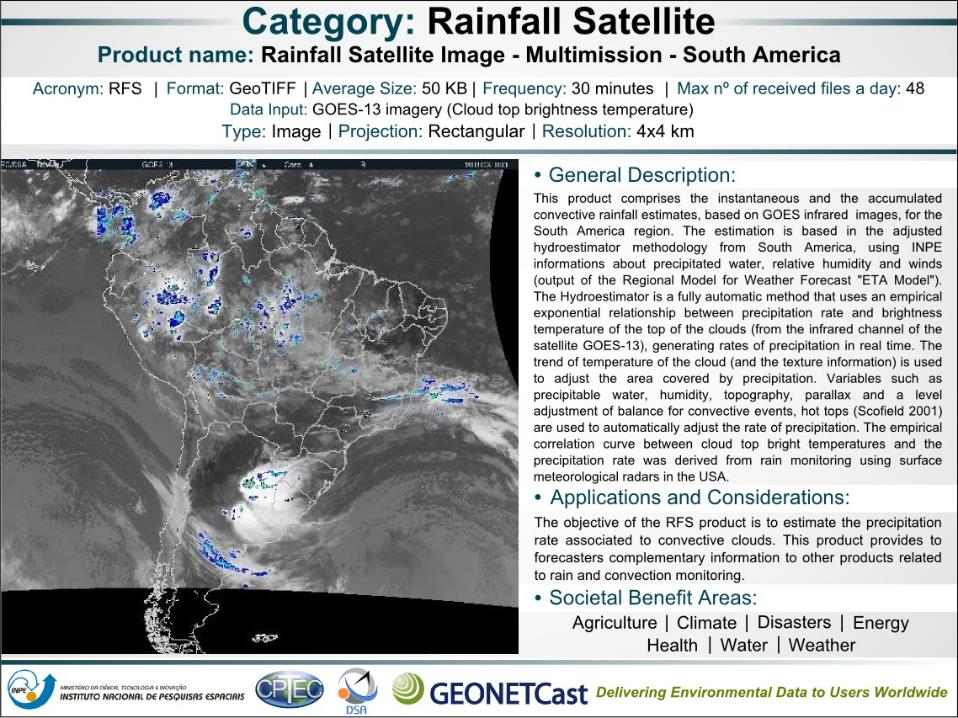 Category: Rainfall Satellite
Product name: Rainfall Satellite Image - Multimission - South America
Acronym: RFS | Format: GeoTIFF | Average Size: 50 KB | Frequency: 30 minutes | Max nº of received files a day: 48
Data Input: GOES-13 imagery (Cloud top brightness temperature)
Type: Image | Projection: Rectangular | Resolution: 4x4 km
• General Description:
This product comprises the instantaneous and the accumulated
convective rainfall estimates, based on GOES infrared images, for the
South America region. The estimation is based in the adjusted
hydroestimator methodology from South America, using INPE
informations about precipitated water, relative humidity and winds
(output of the Regional Model for Weather Forecast "ETA Model").
The Hydroestimator is a fully automatic method that uses an empirical
exponential relationship between precipitation rate and brightness
temperature of the top of the clouds (from the infrared channel of the
satellite GOES-13), generating rates of precipitation in real time. The
trend of temperature of the cloud (and the texture information) is used
to adjust the area covered by precipitation. Variables such as
precipitable water, humidity, topography, parallax and a level
adjustment of balance for convective events, hot tops (Scofield 2001)
are used to automatically adjust the rate of precipitation. The empirical
correlation curve between cloud top bright temperatures and the
precipitation rate was derived from rain monitoring using surface
meteorological radars in the USA.
• Applications and Considerations:
The objective of the RFS product is to estimate the precipitation
rate associated to convective clouds. This product provides to
forecasters complementary information to other products related
to rain and convection monitoring.
• Societal Benefit Areas:
Agriculture | Climate | Disasters | Energy
Health | Water | Weather
INPE
MINISTÉRIO DA CIÊNCIA, TECNOLOGIA E INOVAÇÃO
INSTITUTO NACIONAL DE PESQUISAS ESPACIAIS
CPTEC
DSA
GEONETCast
Delivering Environmental Data to Users Worldwide